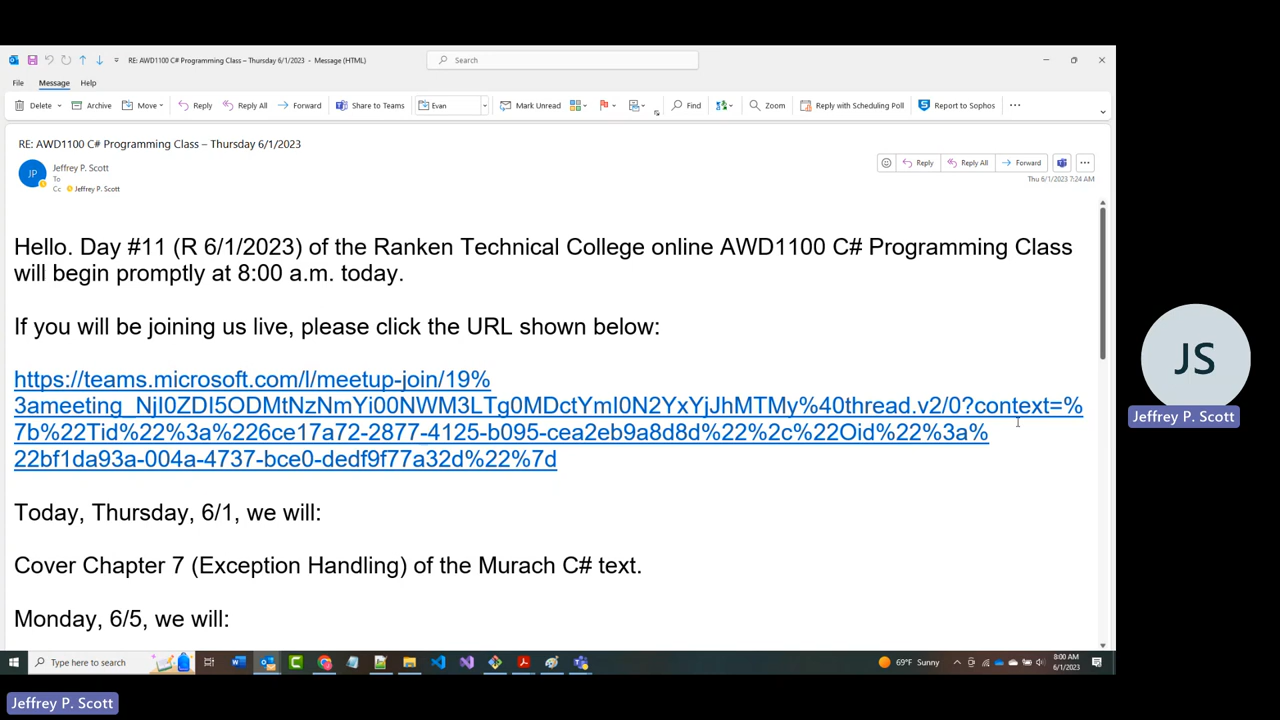 RE: AWD1100 C# Programming Class – Thursday 6/1/2023 - Message (HTML)
Search
File Message Help
Delete Archive Move Reply Reply All Forward Share to Teams Evan Mark Unread Find Zoom Reply with Scheduling Poll Report to Sophos
RE: AWD1100 C# Programming Class – Thursday 6/1/2023
JP
Jeffrey P. Scott
To
Cc Jeffrey P. Scott
Reply Reply All Forward
Thu 6/1/2023 7:24 AM
Hello. Day #11 (R 6/1/2023) of the Ranken Technical College online AWD1100 C# Programming Class
will begin promptly at 8:00 a.m. today.
If you will be joining us live, please click the URL shown below:
https://teams.microsoft.com/l/meetup-join/19%
3ameeting_NjI0ZDI5ODMtNzNmYi00NWM3LTg0MDctYmI0N2YxYjJhMTMy%40thread.v2/0?context=%
7b%22Tid%22%3a%226ce17a72-2877-4125-b095-cea2eb9a8d8d%22%2c%22Oid%22%3a%
22bf1da93a-004a-4737-bce0-dedf9f77a32d%22%7d
Today, Thursday, 6/1, we will:
Cover Chapter 7 (Exception Handling) of the Murach C# text.
Monday, 6/5, we will:
JS
Jeffrey P. Scott
Type here to search
69°F Sunny
8:00 AM
6/1/2023
Jeffrey P. Scott